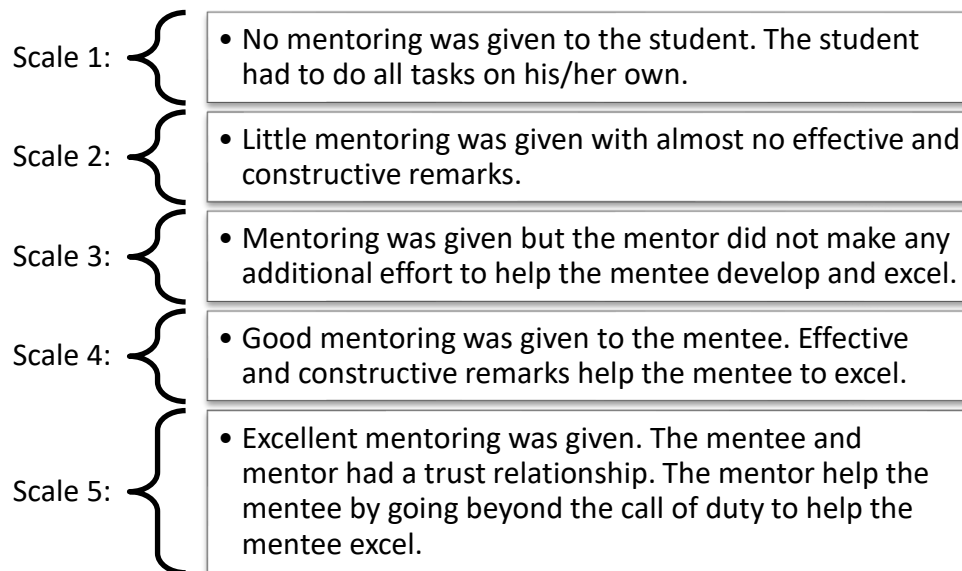 Scale 1:
• No mentoring was given to the student. The student
had to do all tasks on his/her own.
Scale 2:
• Little mentoring was given with almost no effective and
constructive remarks.
Scale 3:
• Mentoring was given but the mentor did not make any
additional effort to help the mentee develop and excel.
Scale 4:
• Good mentoring was given to the mentee. Effective
and constructive remarks help the mentee to excel.
Scale 5:
• Excellent mentoring was given. The mentee and
mentor had a trust relationship. The mentor help the
mentee by going beyond the call of duty to help the
mentee excel.